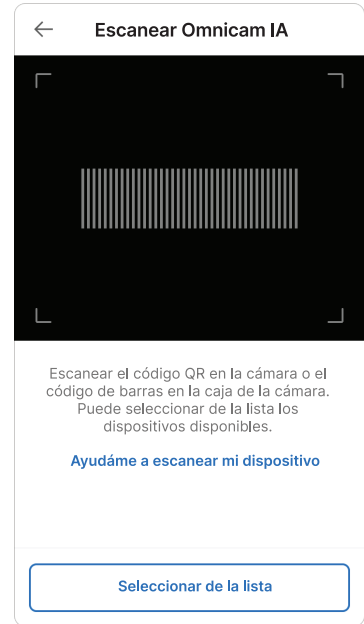 Escanear Omnicam IA
Escanear el código QR en la cámara o el
código de barras en la caja de la cámara.
Puede seleccionar de la lista los
dispositivos disponibles.
Ayudáme a escanear mi dispositivo
Seleccionar de la lista